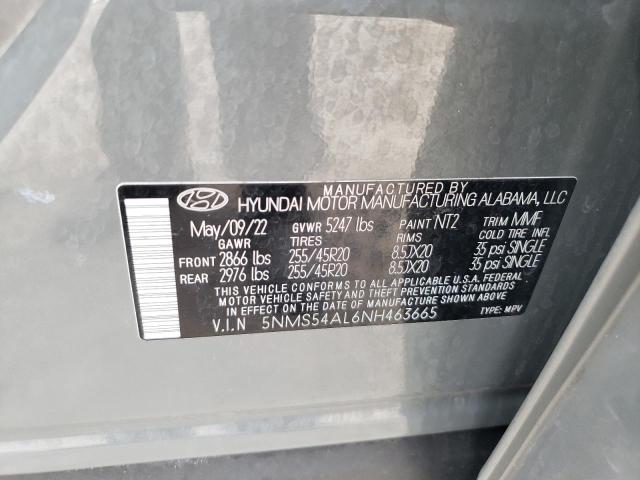 MANUFACTURED BY
HYUNDAI MOTOR MANUFACTURING ALABAMA, LLC
May/09/22 GVWR 5247 lbs PAINT NT2 TRIM MMF
GAWR TIRES RIMS COLD TIRE INFL
FRONT 2866 lbs 255/45R20 8.5JX20 35 psi SINGLE
REAR 2976 lbs 255/45R20 8.5JX20 35 psi SINGLE
THIS VEHICLE CONFORMS TO ALL APPLICABLE U.S.A. FEDERAL
MOTOR VEHICLE SAFETY STANDARDS IN EFFECT ON THE DATE OF
MANUFACTURE SHOWN ABOVE.
V.I.N 5NMS54AL6NH463665 TYPE: MPV